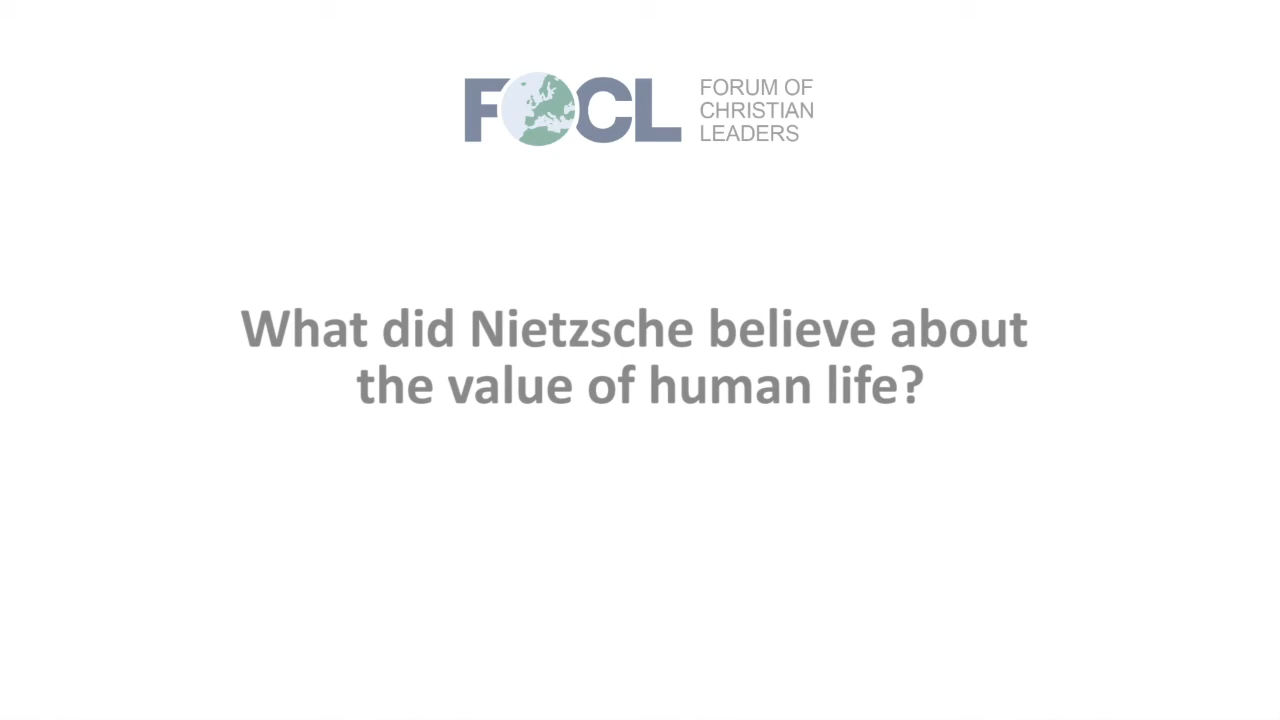 FOCL
FORUM OF
CHRISTIAN
LEADERS
What did Nietzsche believe about
the value of human life?